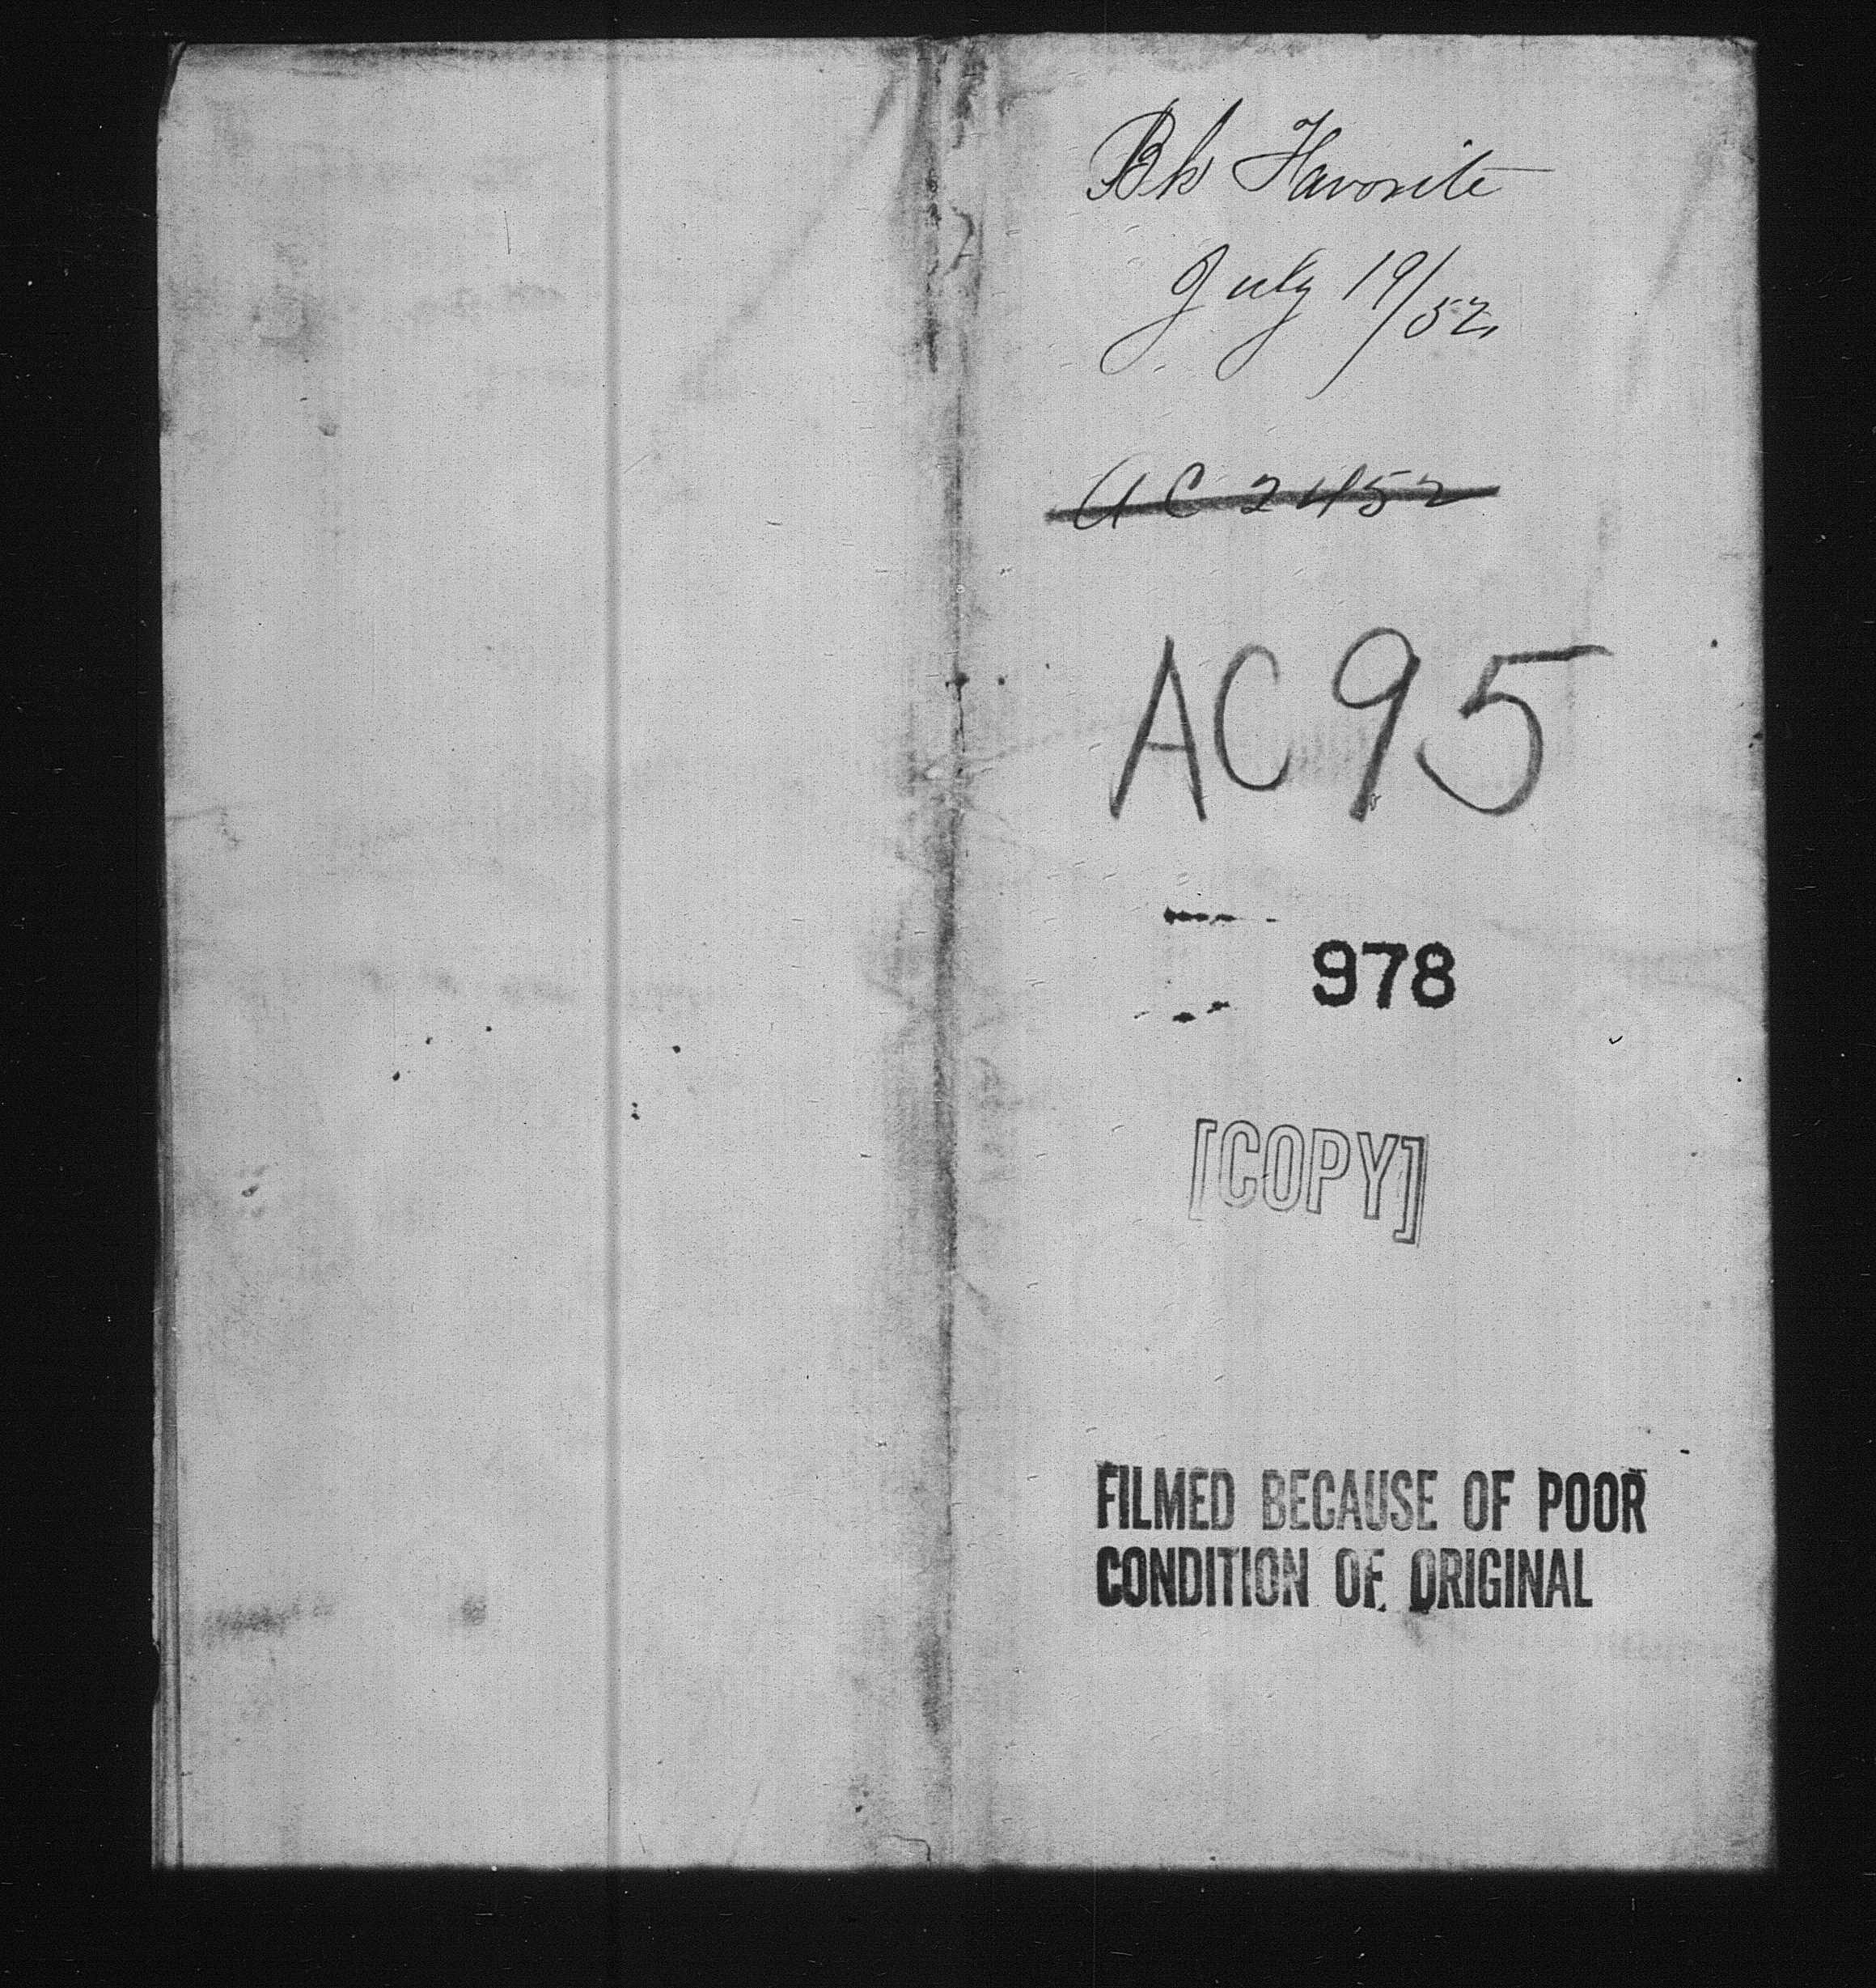 Bk Favorite
July 19/52.
AC 2452
AC 95
978
[COPY]
FILMED BECAUSE OF POOR
CONDITION OF ORIGINAL